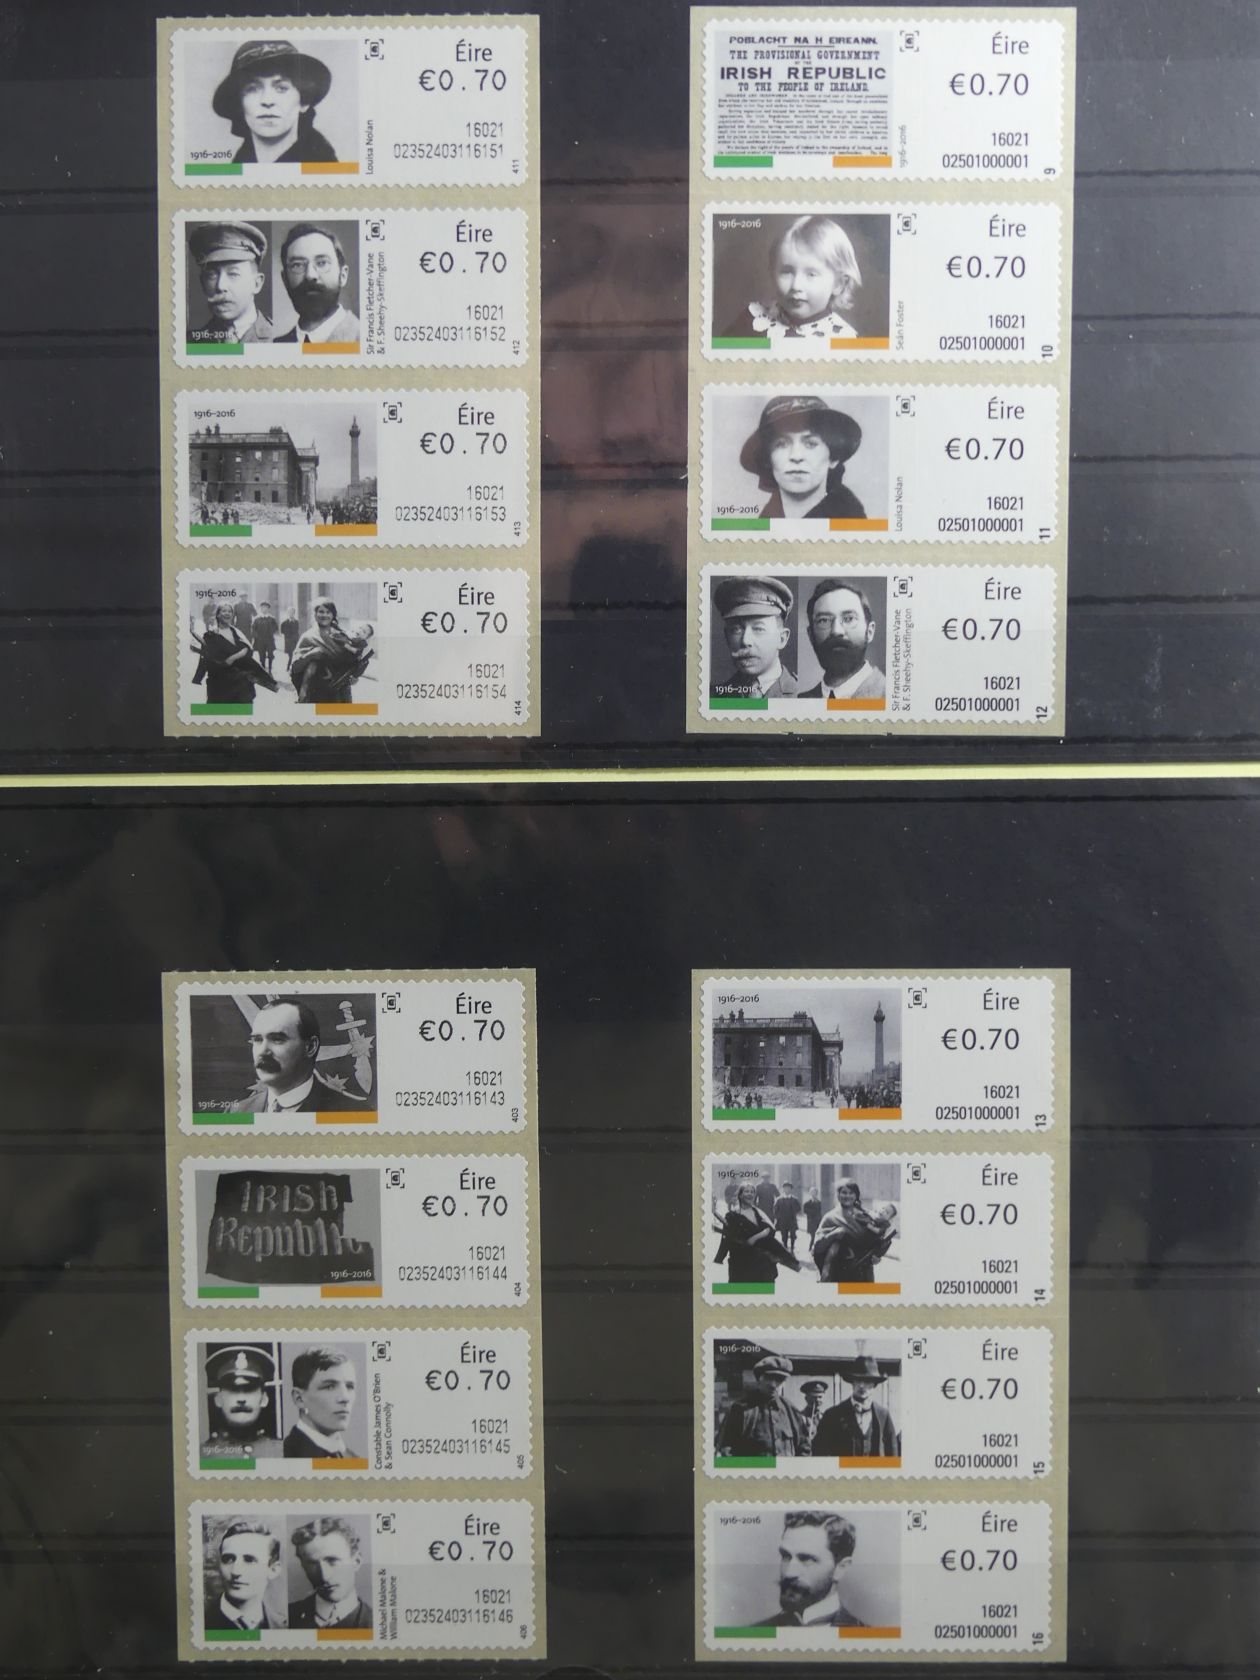 1916-2016
Louisa Nolan
Éire
€0.70
16021
02352403116151
411
1916-2016
Sir Francis Fletcher-Vane
& F. Sheehy-Skeffington
Éire
€0.70
16021
02352403116152
412
1916-2016
Éire
€0.70
16021
02352403116153
413
1916-2016
Éire
€0.70
16021
02352403116154
414
POBLACHT NA H EIREANN.
THE PROVISIONAL GOVERNMENT
OF THE
IRISH REPUBLIC
TO THE PEOPLE OF IRELAND.
1916-2016
Éire
€0.70
16021
02501000001
9
1916-2016
Seán Foster
Éire
€0.70
16021
02501000001
10
1916-2016
Louisa Nolan
Éire
€0.70
16021
02501000001
11
1916-2016
Sir Francis Fletcher-Vane
& F. Sheehy-Skeffington
Éire
€0.70
16021
02501000001
12
1916-2016
Éire
€0.70
16021
02352403116143
403
IRISH
Republic
1916-2016
Éire
€0.70
16021
02352403116144
404
1916-2016
Constable James O'Brien
& Sean Connolly
Éire
€0.70
16021
02352403116145
405
Michael Malone &
William Malone
Éire
€0.70
16021
02352403116146
406
1916-2016
Éire
€0.70
16021
02501000001
13
1916-2016
Éire
€0.70
16021
02501000001
14
1916-2016
Éire
€0.70
16021
02501000001
15
1916-2016
Éire
€0.70
16021
02501000001
16